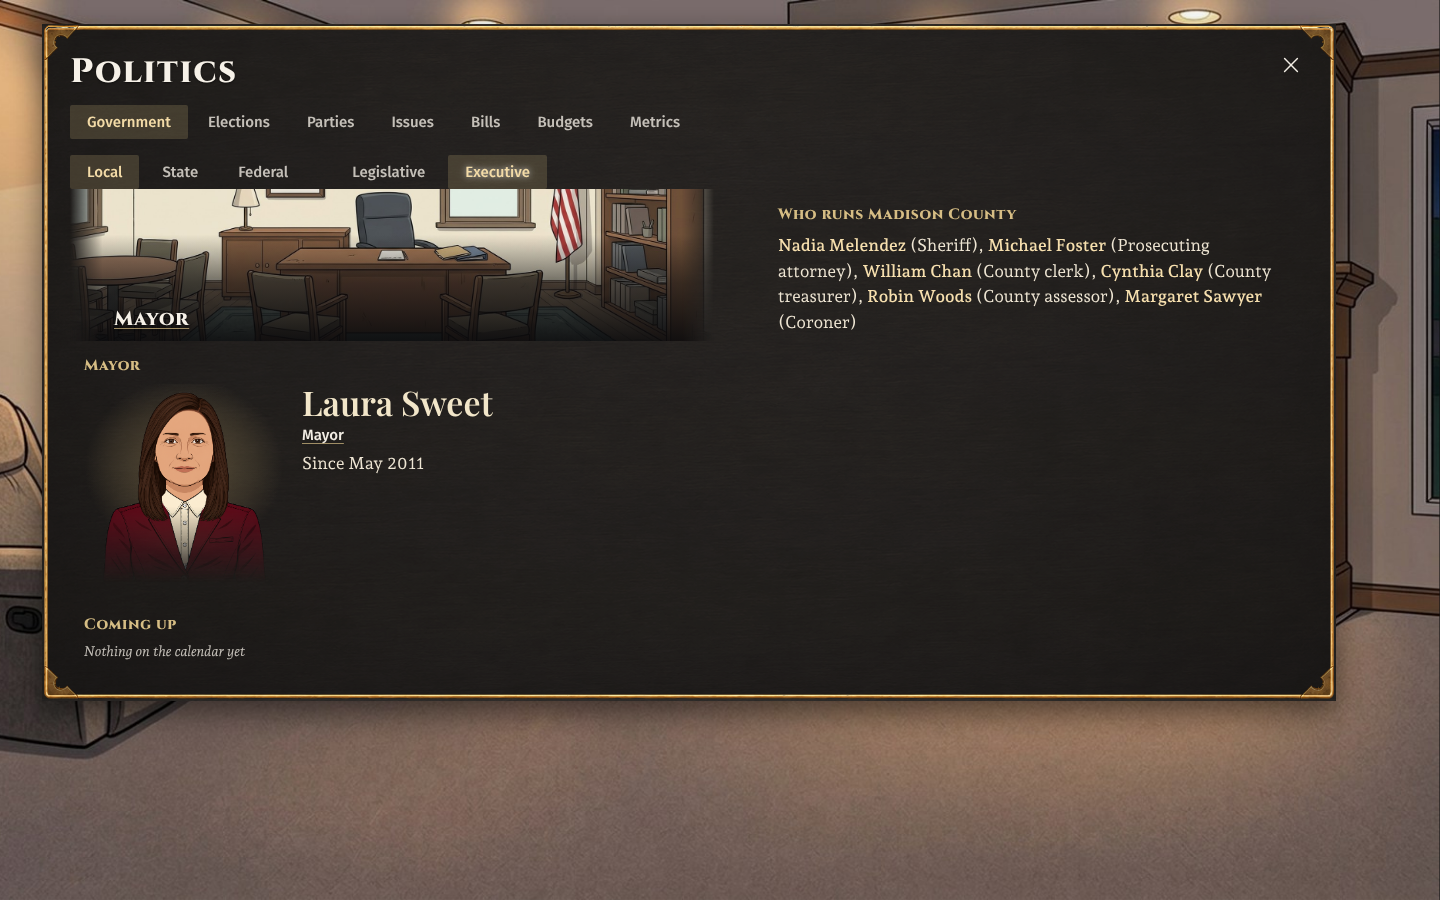 Politics
Government Elections Parties Issues Bills Budgets Metrics
Local State Federal Legislative Executive
Mayor
Mayor
Laura Sweet
Mayor
Since May 2011
Coming up
Nothing on the calendar yet
Who runs Madison County
Nadia Melendez (Sheriff), Michael Foster (Prosecuting
attorney), William Chan (County clerk), Cynthia Clay (County
treasurer), Robin Woods (County assessor), Margaret Sawyer
(Coroner)